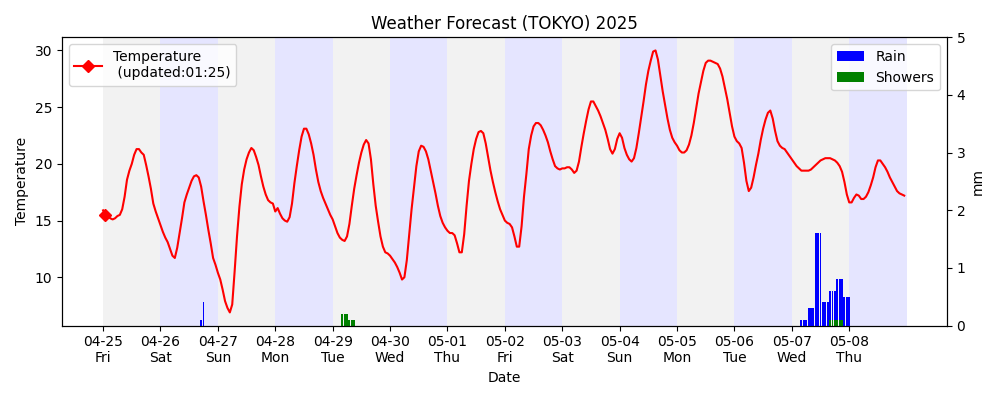 Weather Forecast (TOKYO) 2025
Temperature
(updated:01:25)
Rain
Showers
30
25
20
15
10
Temperature
5
4
3
2
1
0
mm
04-25 04-26 04-27 04-28 04-29 04-30 05-01 05-02 05-03 05-04 05-05 05-06 05-07 05-08
Fri Sat Sun Mon Tue Wed Thu Fri Sat Sun Mon Tue Wed Thu
Date